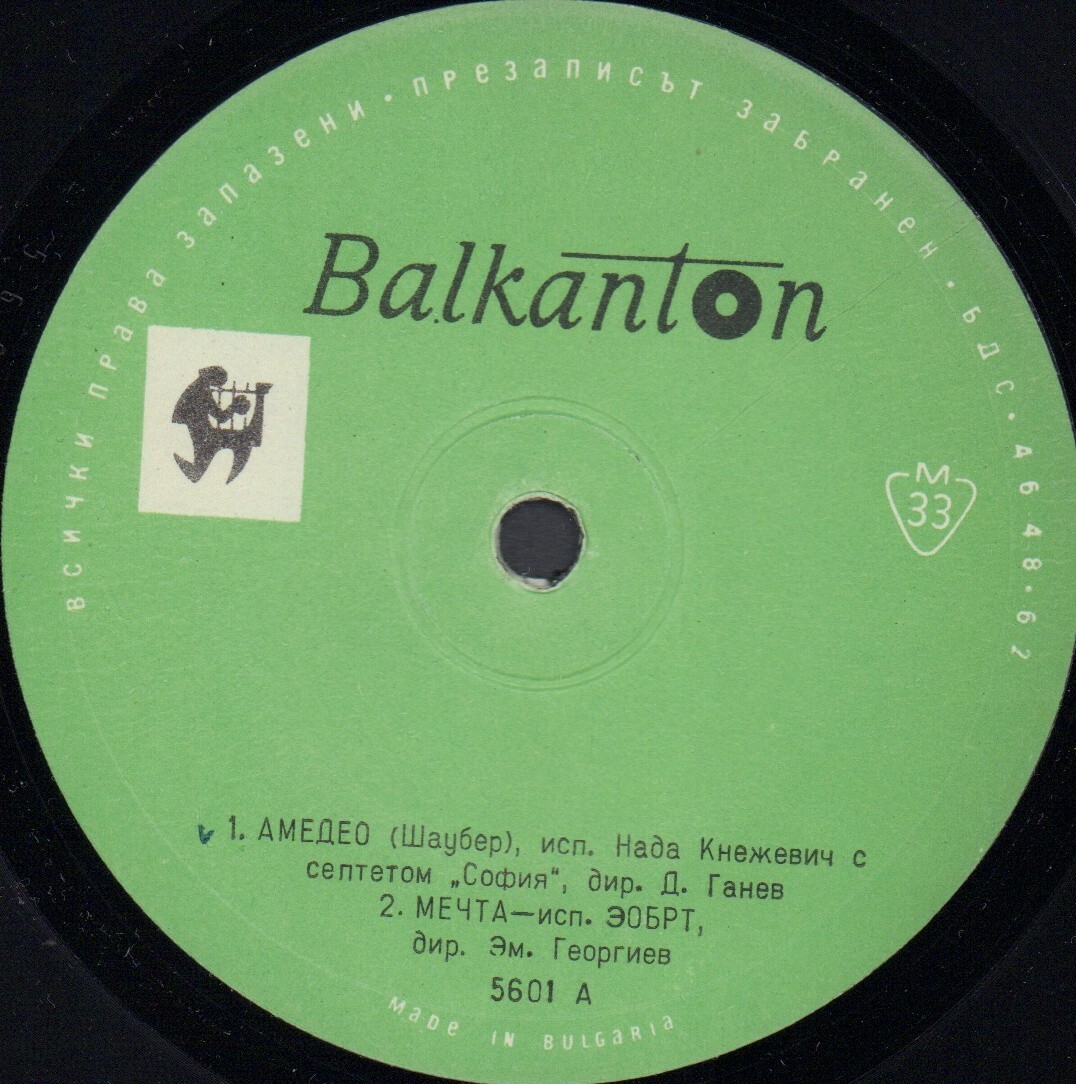 всички права запазени · презаписът забранен · БДС · 4648·62
Balkanton
M
33
1. АМЕДЕО (Шаубер), исп. Нада Кнежевич с
септетом „София“, дир. Д. Ганев
2. МЕЧТА—исп. ЭОБРТ,
дир. Эм. Георгиев
5601 А
Made in Bulgaria